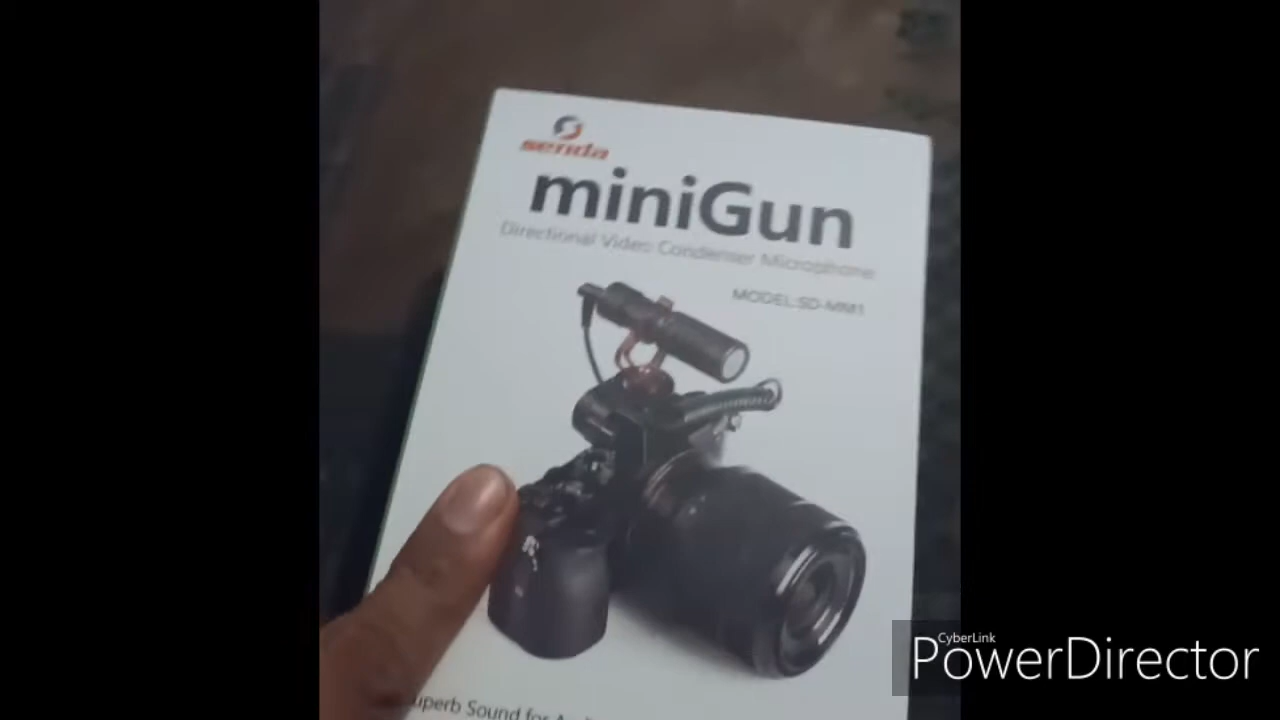 senda
miniGun
Directional Video Condenser Microphone
MODEL:SD-MM1
uperb Sound for
CyberLink
PowerDirector